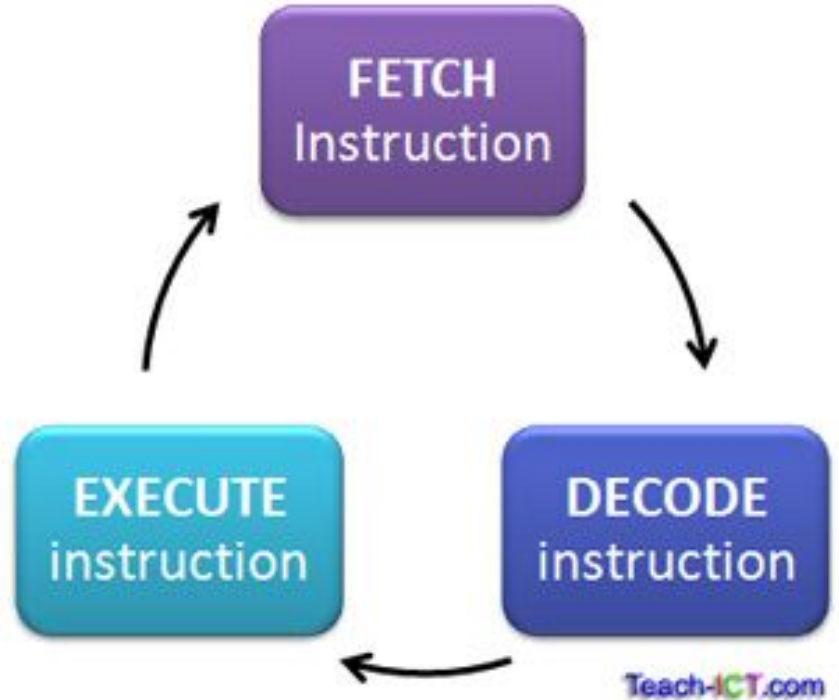 FETCH
Instruction
DECODE
instruction
EXECUTE
instruction
Teach-ICT.com